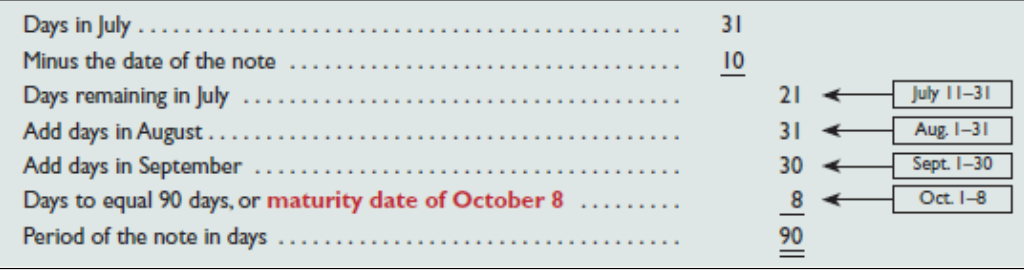 Days in July . . . . . . . . . . . . . . . . . . . . . . . . . . . . . . . . . . . . . . . . . . . . . . . 31
Minus the date of the note . . . . . . . . . . . . . . . . . . . . . . . . . . . . . . . . . . 10
Days remaining in July . . . . . . . . . . . . . . . . . . . . . . . . . . . . . . . . . . . . . . 21 July 11–31
Add days in August . . . . . . . . . . . . . . . . . . . . . . . . . . . . . . . . . . . . . . . . . 31 Aug. 1–31
Add days in September . . . . . . . . . . . . . . . . . . . . . . . . . . . . . . . . . . . . . 30 Sept. 1–30
Days to equal 90 days, or maturity date of October 8 . . . . . . . . . 8 Oct. 1–8
Period of the note in days . . . . . . . . . . . . . . . . . . . . . . . . . . . . . . . . . . . 90